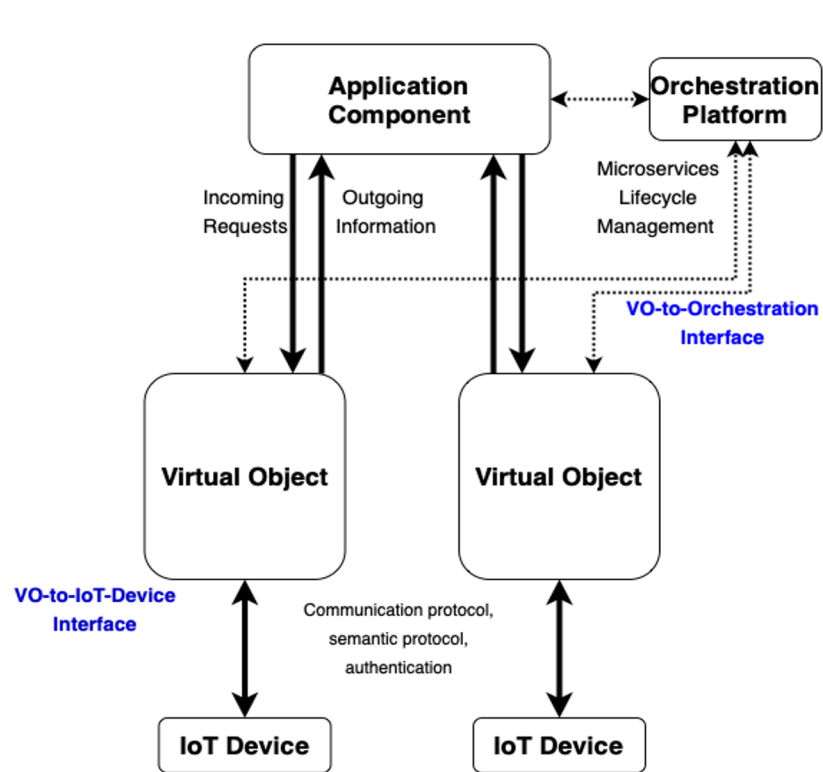 Application
Component
Orchestration
Platform
Microservices
Lifecycle
Management
Incoming
Requests
Outgoing
Information
VO-to-Orchestration
Interface
Virtual Object
Virtual Object
VO-to-IoT-Device
Interface
Communication protocol,
semantic protocol,
authentication
IoT Device
IoT Device